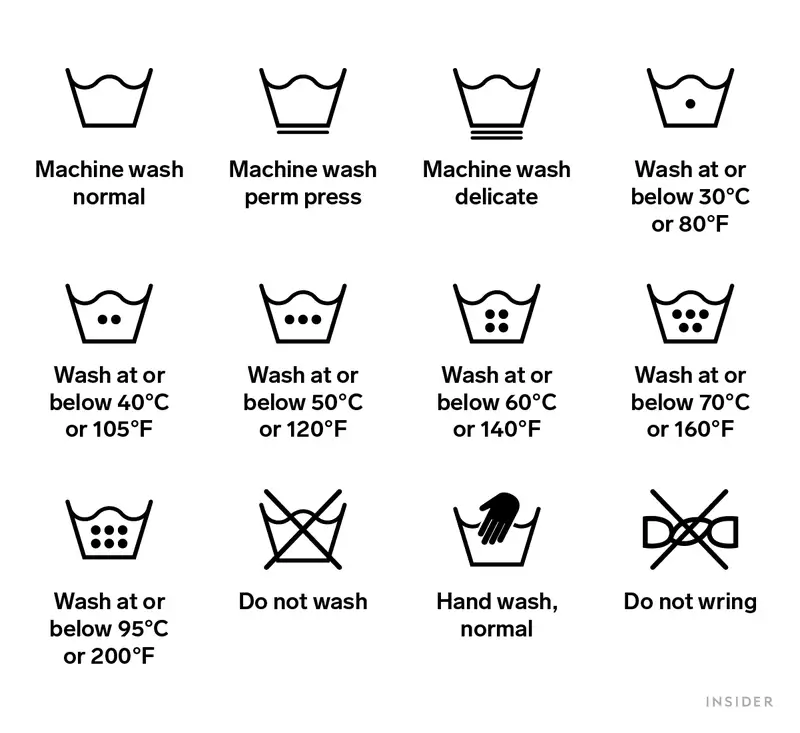 Machine wash
normal
Machine wash
perm press
Machine wash
delicate
Wash at or
below 30°C
or 80°F
Wash at or
below 40°C
or 105°F
Wash at or
below 50°C
or 120°F
Wash at or
below 60°C
or 140°F
Wash at or
below 70°C
or 160°F
Wash at or
below 95°C
or 200°F
Do not wash
Hand wash,
normal
Do not wring
INSIDER